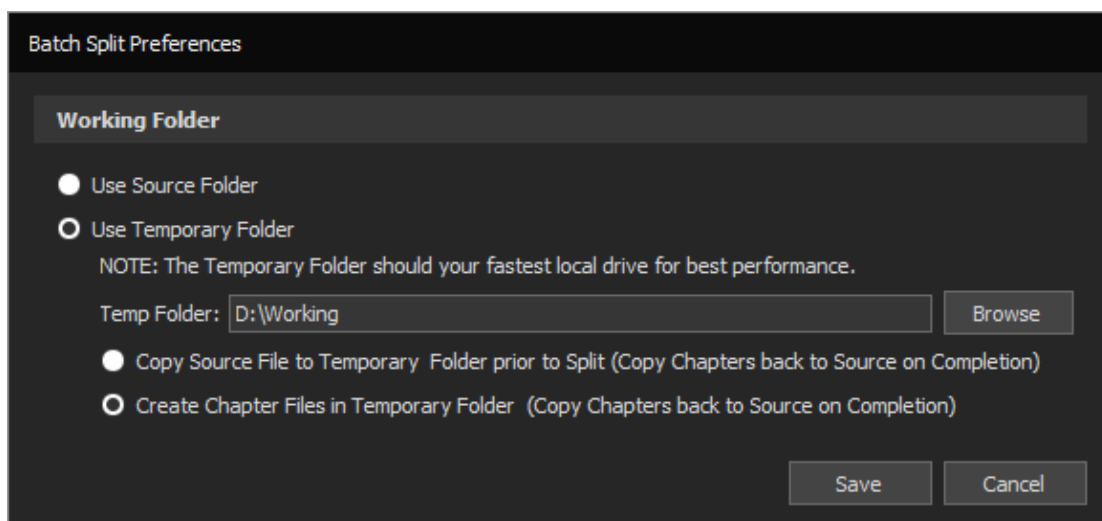 Batch Split Preferences
Working Folder
Use Source Folder
Use Temporary Folder
NOTE: The Temporary Folder should your fastest local drive for best performance.
Temp Folder: D:\Working Browse
Copy Source File to Temporary  Folder prior to Split (Copy Chapters back to Source on Completion)
Create Chapter Files in Temporary Folder  (Copy Chapters back to Source on Completion)
Save Cancel